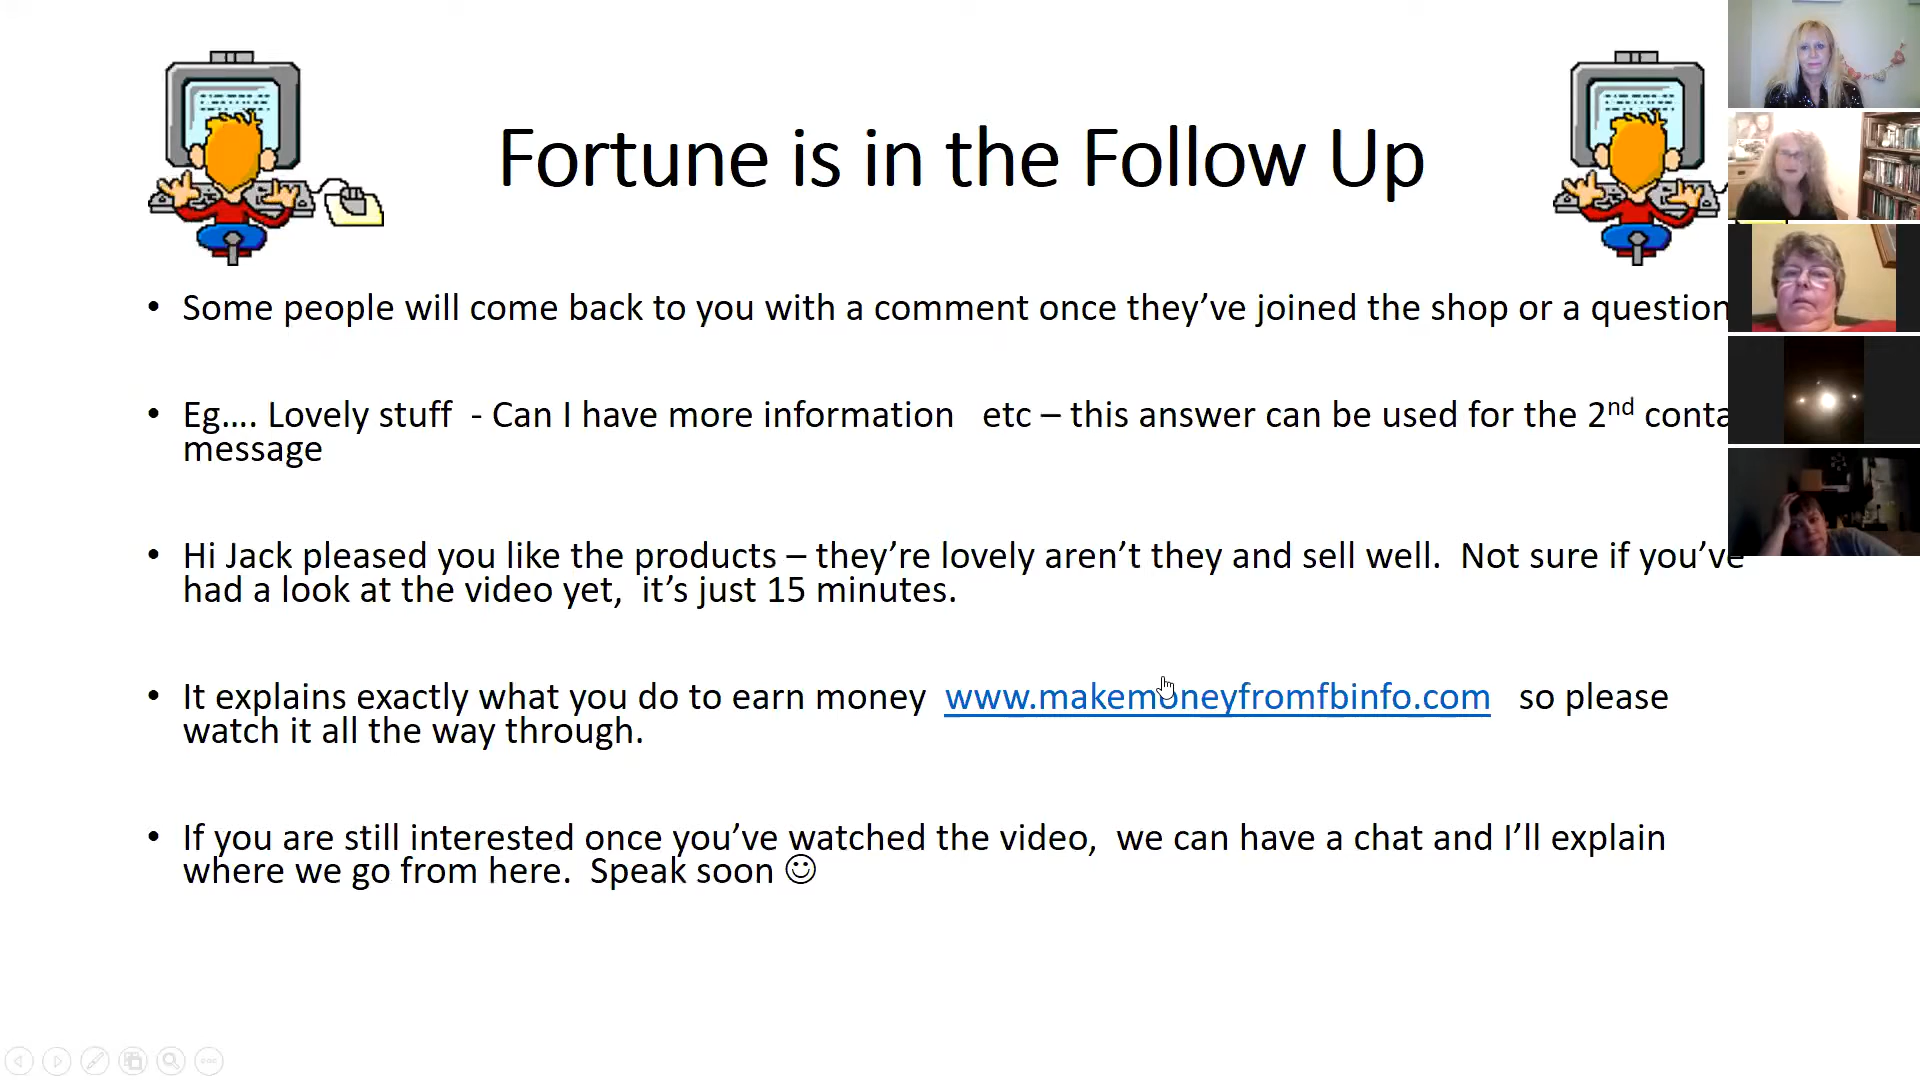 Fortune is in the Follow Up
• Some people will come back to you with a comment once they’ve joined the shop or a question
• Eg.... Lovely stuff - Can I have more information etc – this answer can be used for the 2nd
message
• Hi Jack pleased you like the products – they’re lovely aren’t they and sell well. Not sure if you’ve
had a look at the video yet, it’s just 15 minutes.
• It explains exactly what you do to earn money www.makemoneyfromfbinfo.com so please
watch it all the way through.
• If you are still interested once you’ve watched the video, we can have a chat and I’ll explain
where we go from here. Speak soon ☺